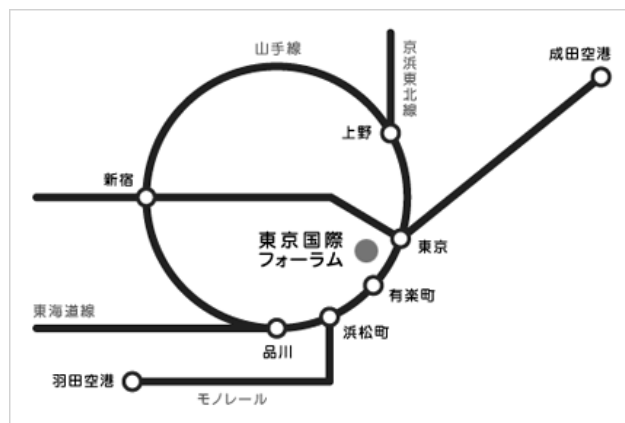 山手線
京浜東北線
成田空港
上野
新宿
東京国際
フォーラム
東京
有楽町
東海道線
浜松町
品川
羽田空港
モノレール